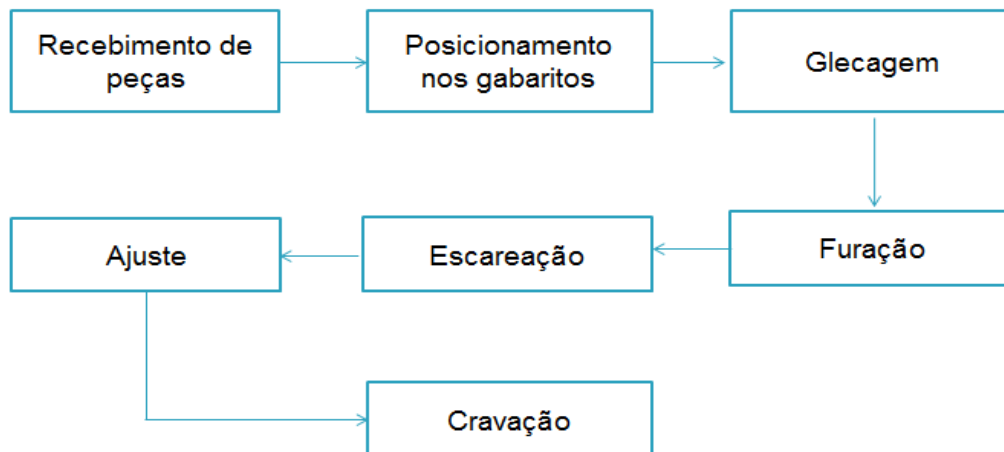 Recebimento de
peças
Posicionamento
nos gabaritos
Glecagem
Furação
Escareação
Ajuste
Cravação